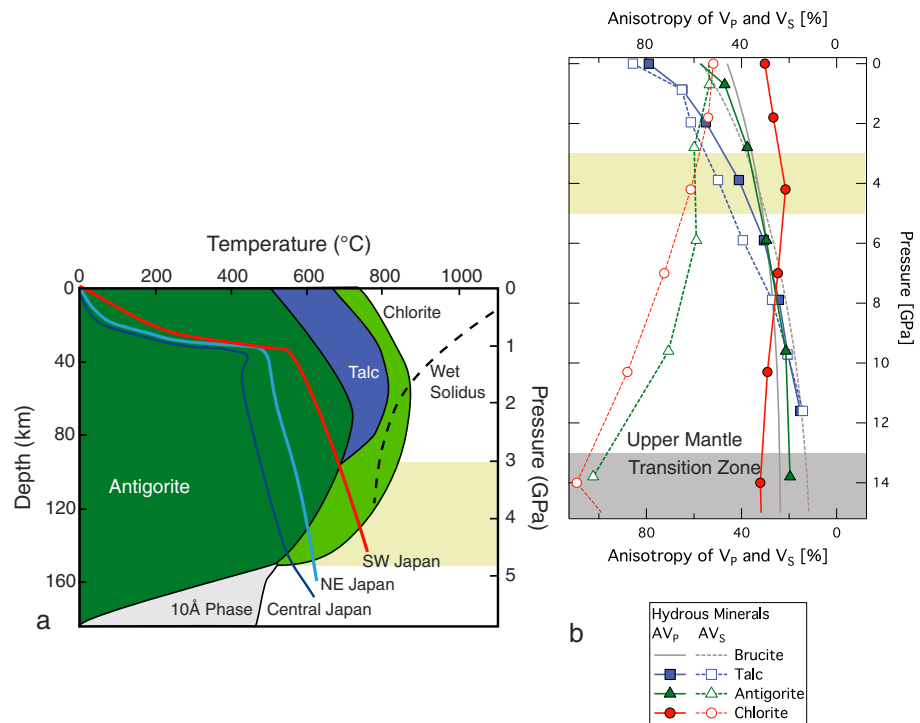 Temperature (°C)
0 200 400 600 800 1000
Depth (km)
0
40
80
120
160
Pressure (GPa)
0
1
2
3
4
5
Chlorite
Talc
Wet
Solidus
Antigorite
SW Japan
NE Japan
10Å Phase
Central Japan
a
Anisotropy of VP and VS [%]
80 40 0
0
2
4
6
8
10
12
14
Pressure [GPa]
Upper Mantle
Transition Zone
80 40 0
Anisotropy of VP and VS [%]
b
Hydrous Minerals
AVP AVS
Brucite
Talc
Antigorite
Chlorite